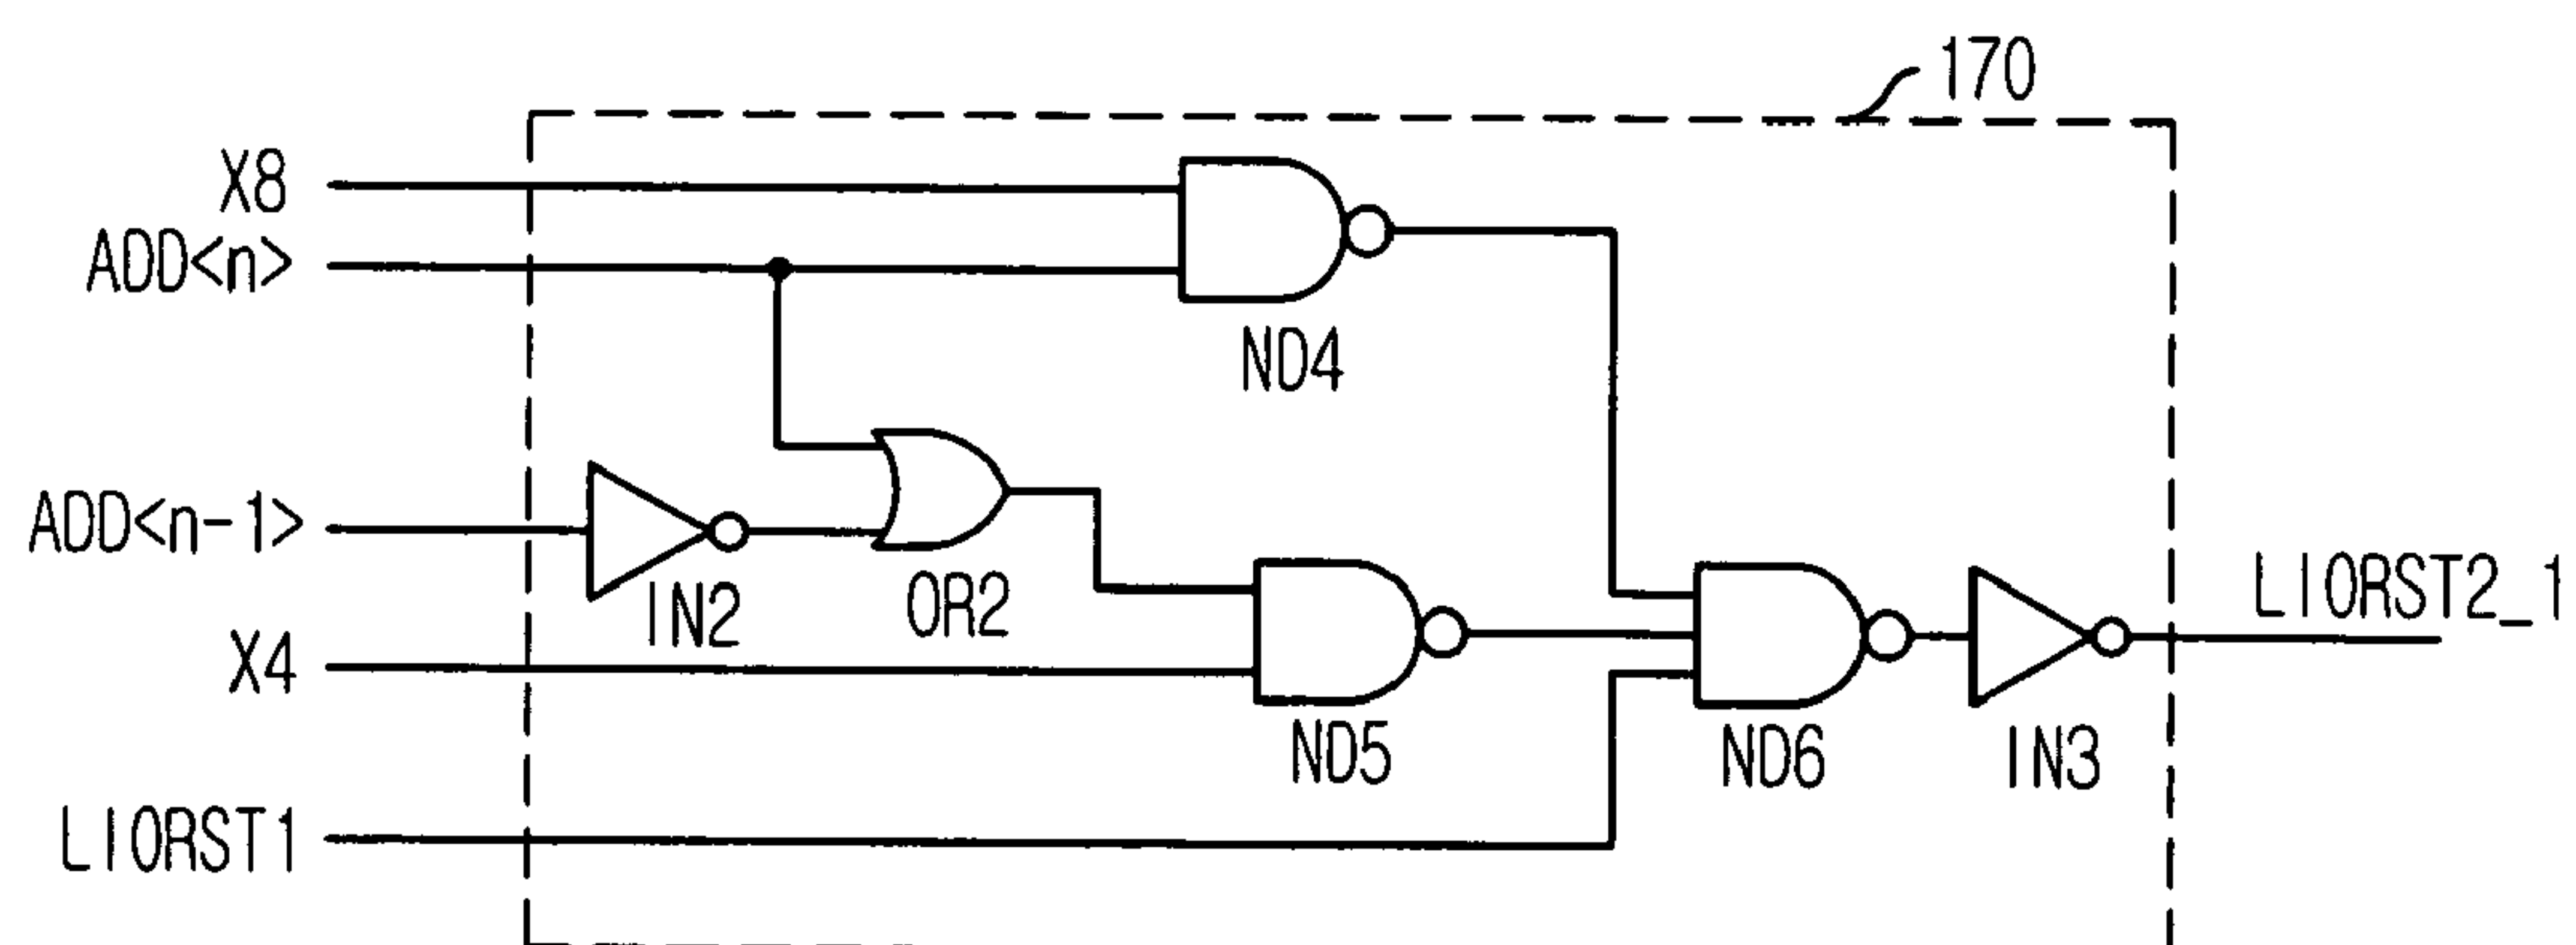 170
X8
ADD<n>
ND4
ADD<n-1>
IN2
OR2
X4
ND5
ND6
IN3
LIORST2_1
LIORST1